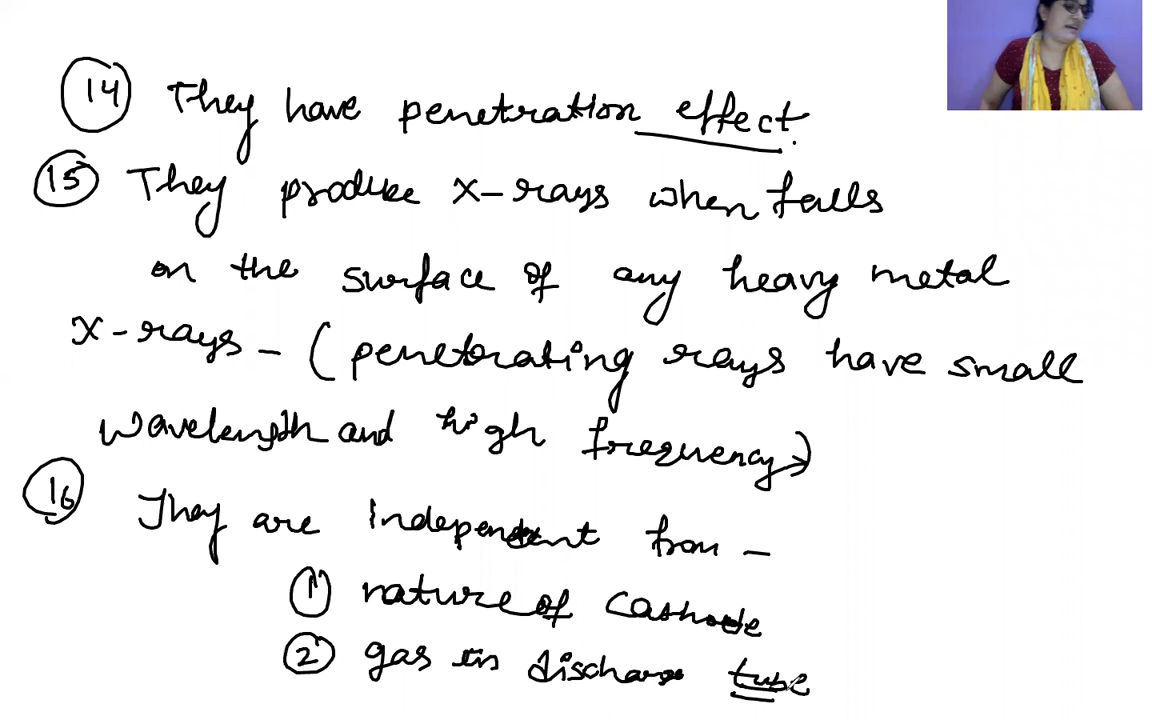 14 They have penetration effect.
15 They produce x-rays when falls
on the surface of any heavy metal
x-rays - (penetrating rays have small
wavelength and high frequency)
16 They are independent from -
1 nature of cathode
2 gas in discharge tube